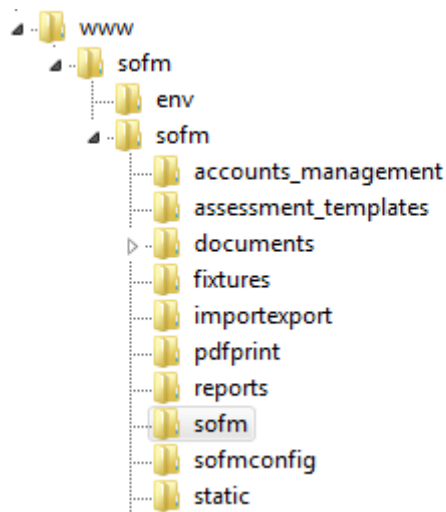 www
sofm
env
sofm
accounts_management
assessment_templates
documents
fixtures
importexport
pdfprint
reports
sofm
sofmconfig
static